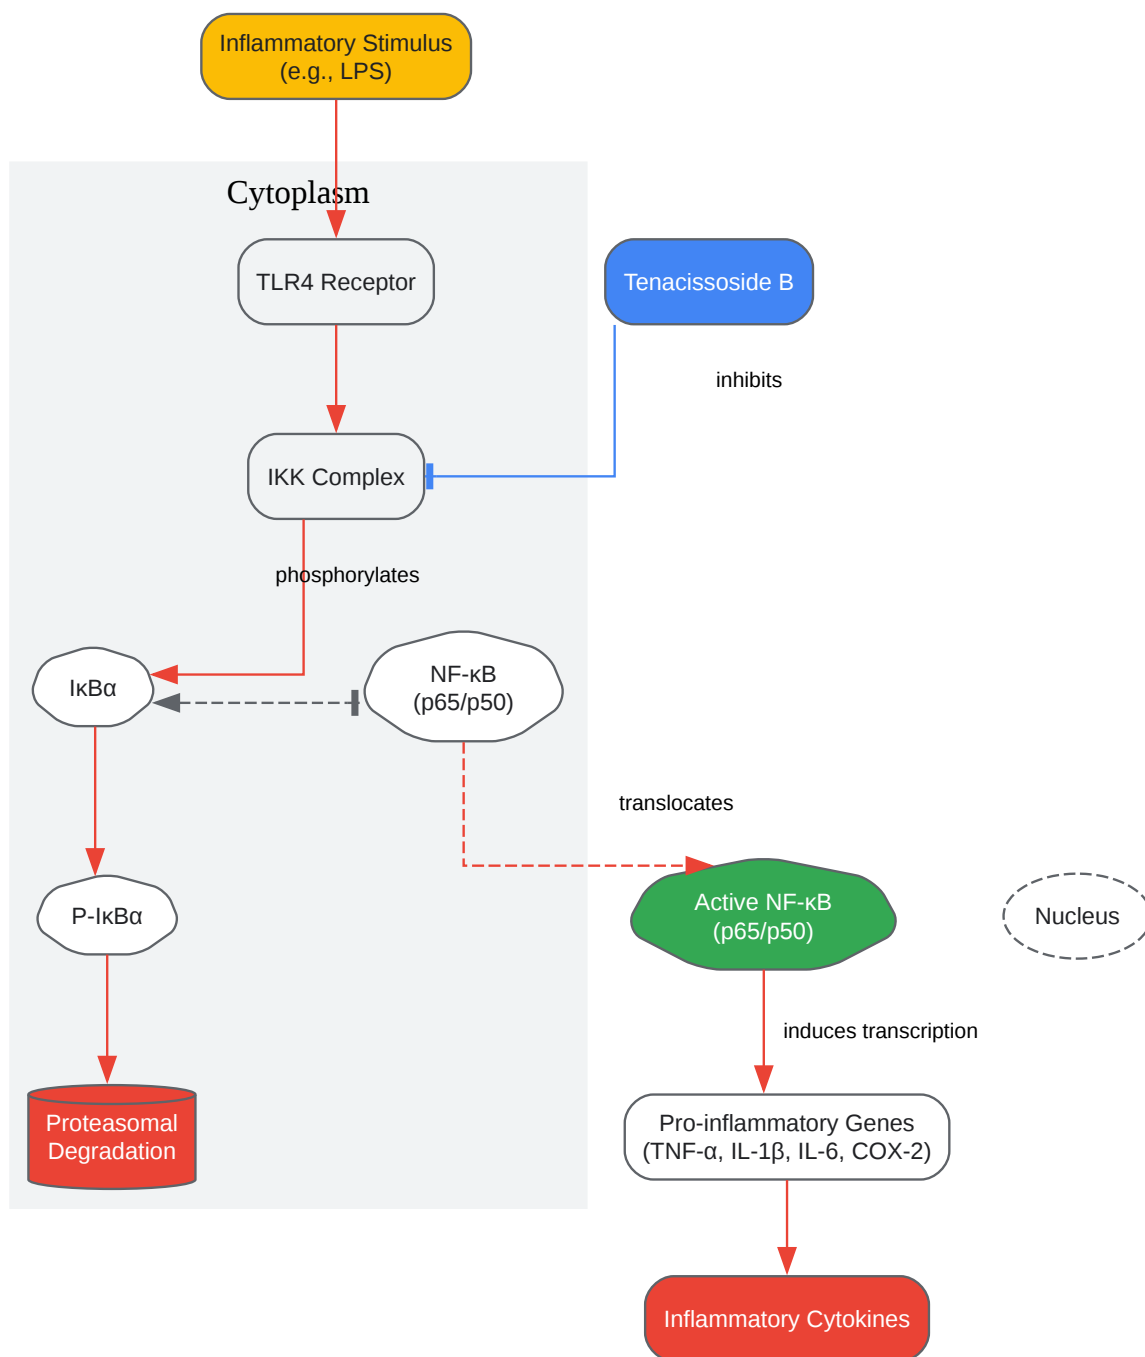 Inflammatory Stimulus
(e.g., LPS)
Cytoplasm
TLR4 Receptor
Tenacissoside B
inhibits
IKK Complex
phosphorylates
IκBα
NF-κB
(p65/p50)
translocates
P-IκBα
Active NF-κB
(p65/p50)
Nucleus
induces transcription
Proteasomal
Degradation
Pro-inflammatory Genes
(TNF-α, IL-1β, IL-6, COX-2)
Inflammatory Cytokines